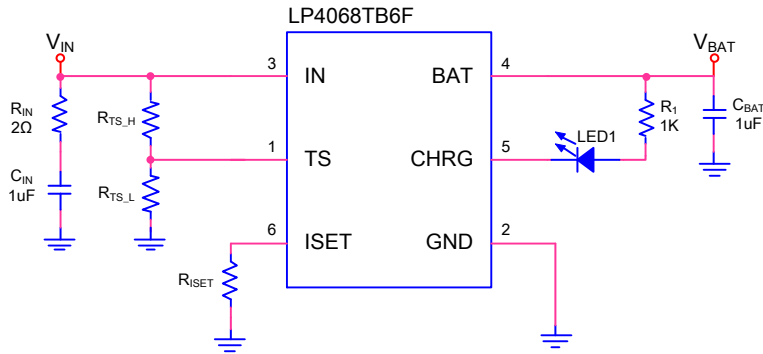 LP4068TB6F
VIN
VBAT
3
IN
BAT
4
RIN
2Ω
RTS_H
R1
1K
CBAT
1uF
LED1
1
TS
CHRG
5
CIN
1uF
RTS_L
6
ISET
GND
2
RISET